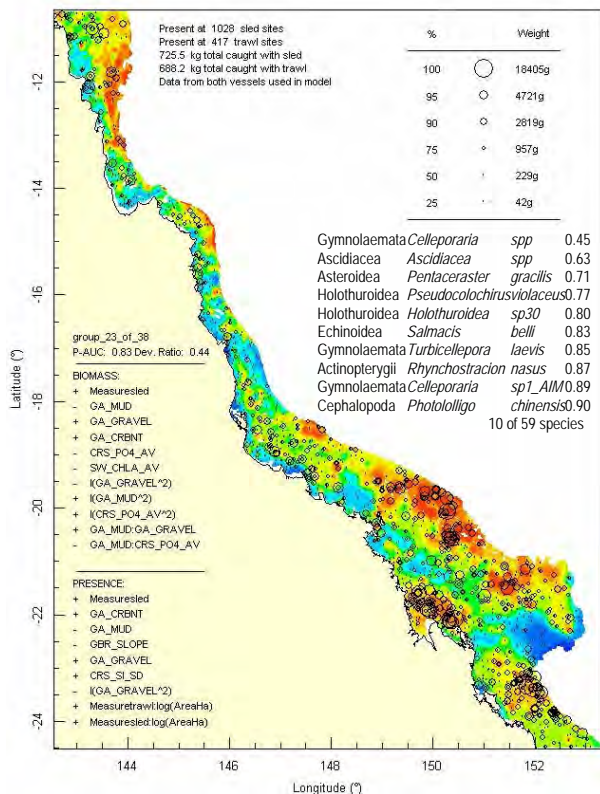 Present at 1028 sled sites
Present at 417 trawl sites
725.5 kg total caught with sled
688.2 kg total caught with trawl
Data from both vessels used in model
% Weight
100 18405g
95 4721g
90 2819g
75 957g
50 229g
25 42g
Gymnolaemata Celleporaria spp 0.45
Ascidiacea Ascidiacea spp 0.63
Asteroidea Pentaceraster gracilis 0.71
Holothuroidea Pseudocolochirus violaceus 0.77
Holothuroidea Holothuroidea sp30 0.80
Echinoidea Salmacis belli 0.83
Gymnolaemata Turbicellepora laevis 0.85
Actinopterygii Rhynchostracion nasus 0.87
Gymnolaemata Celleporaria sp1_AIM 0.89
Cephalopoda Photololligo chinensis 0.90
10 of 59 species
group_23_of_38
P-AUC: 0.83 Dev. Ratio: 0.44
BIOMASS:
+ Measuresled
- GA_MUD
+ GA_GRAVEL
+ GA_CRBNT
- CRS_PO4_AV
- SW_CHLA_AV
- I(GA_GRAVEL^2)
+ I(GA_MUD^2)
+ I(CRS_PO4_AV^2)
+ GA_MUD:GA_GRAVEL
- GA_MUD:CRS_PO4_AV
PRESENCE:
+ Measuresled
+ GA_CRBNT
- GA_MUD
- GBR_SLOPE
+ GA_GRAVEL
+ CRS_SI_SD
- I(GA_GRAVEL^2)
+ Measuretrawl:log(AreaHa)
+ Measuresled:log(AreaHa)
Latitude (°)
-12
-14
-16
-18
-20
-22
-24
144 146 148 150 152
Longitude (°)